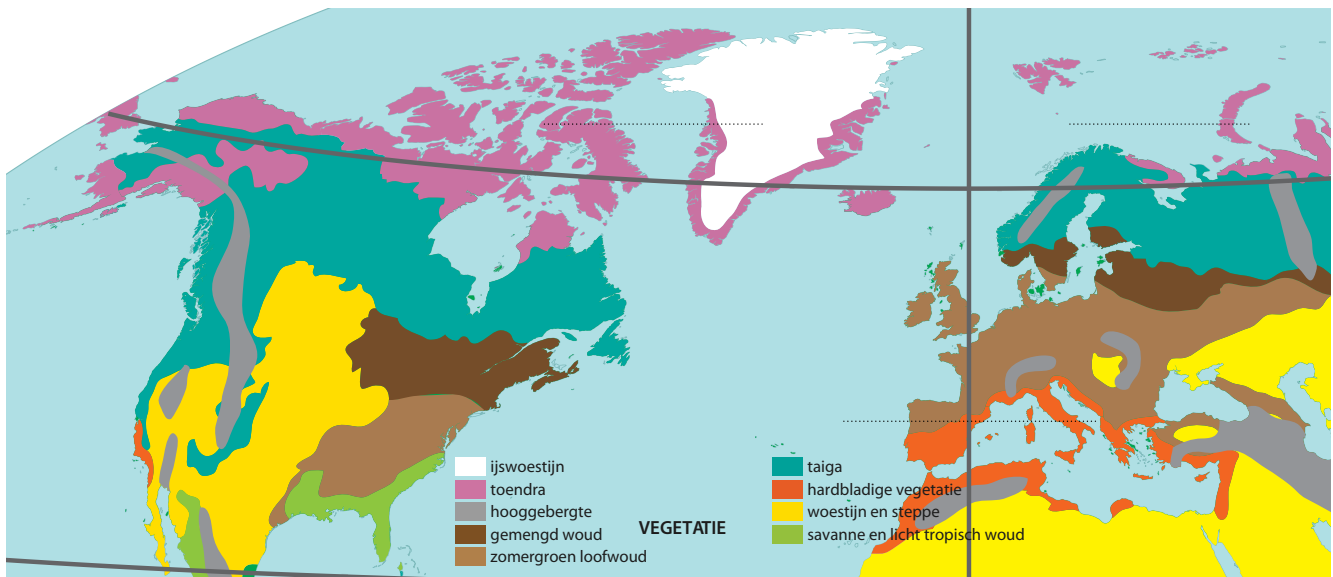 ijswoestijn
toendra
hooggebergte
gemengd woud
zomergroen loofwoud
VEGETATIE
taiga
hardbladige vegetatie
woestijn en steppe
savanne en licht tropisch woud